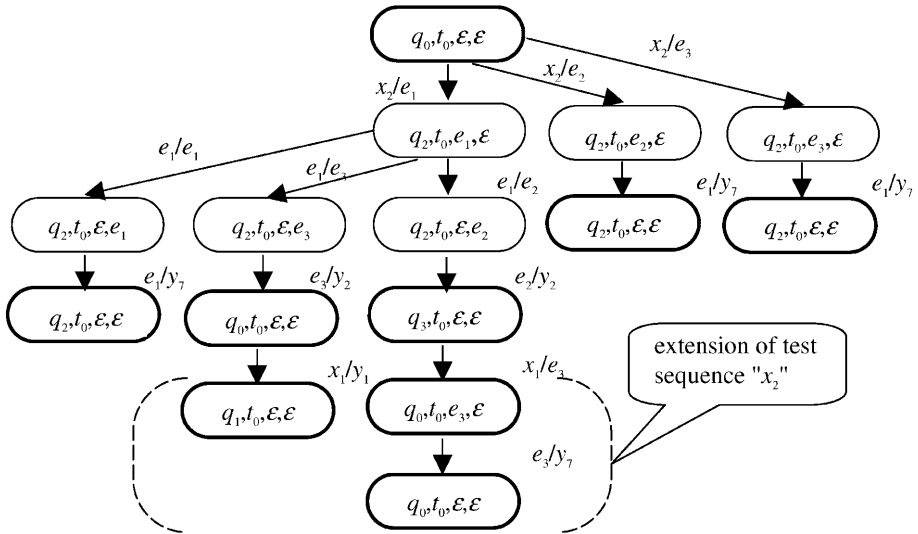 q₀,t₀,ε,ε
x₂/e₃
x₂/e₂
x₂/e₁
q₂,t₀,e₁,ε
q₂,t₀,e₂,ε
q₂,t₀,e₃,ε
e₁/e₁
e₁/e₃
e₁/e₂
e₁/y₇
e₁/y₇
q₂,t₀,ε,e₁
q₂,t₀,ε,e₃
q₂,t₀,ε,e₂
q₂,t₀,ε,ε
q₂,t₀,ε,ε
e₁/y₇
e₃/y₂
e₂/y₂
q₂,t₀,ε,ε
q₀,t₀,ε,ε
q₃,t₀,ε,ε
extension of test
sequence "x₂"
x₁/y₁
x₁/e₃
q₁,t₀,ε,ε
q₀,t₀,e₃,ε
e₃/y₇
q₀,t₀,ε,ε